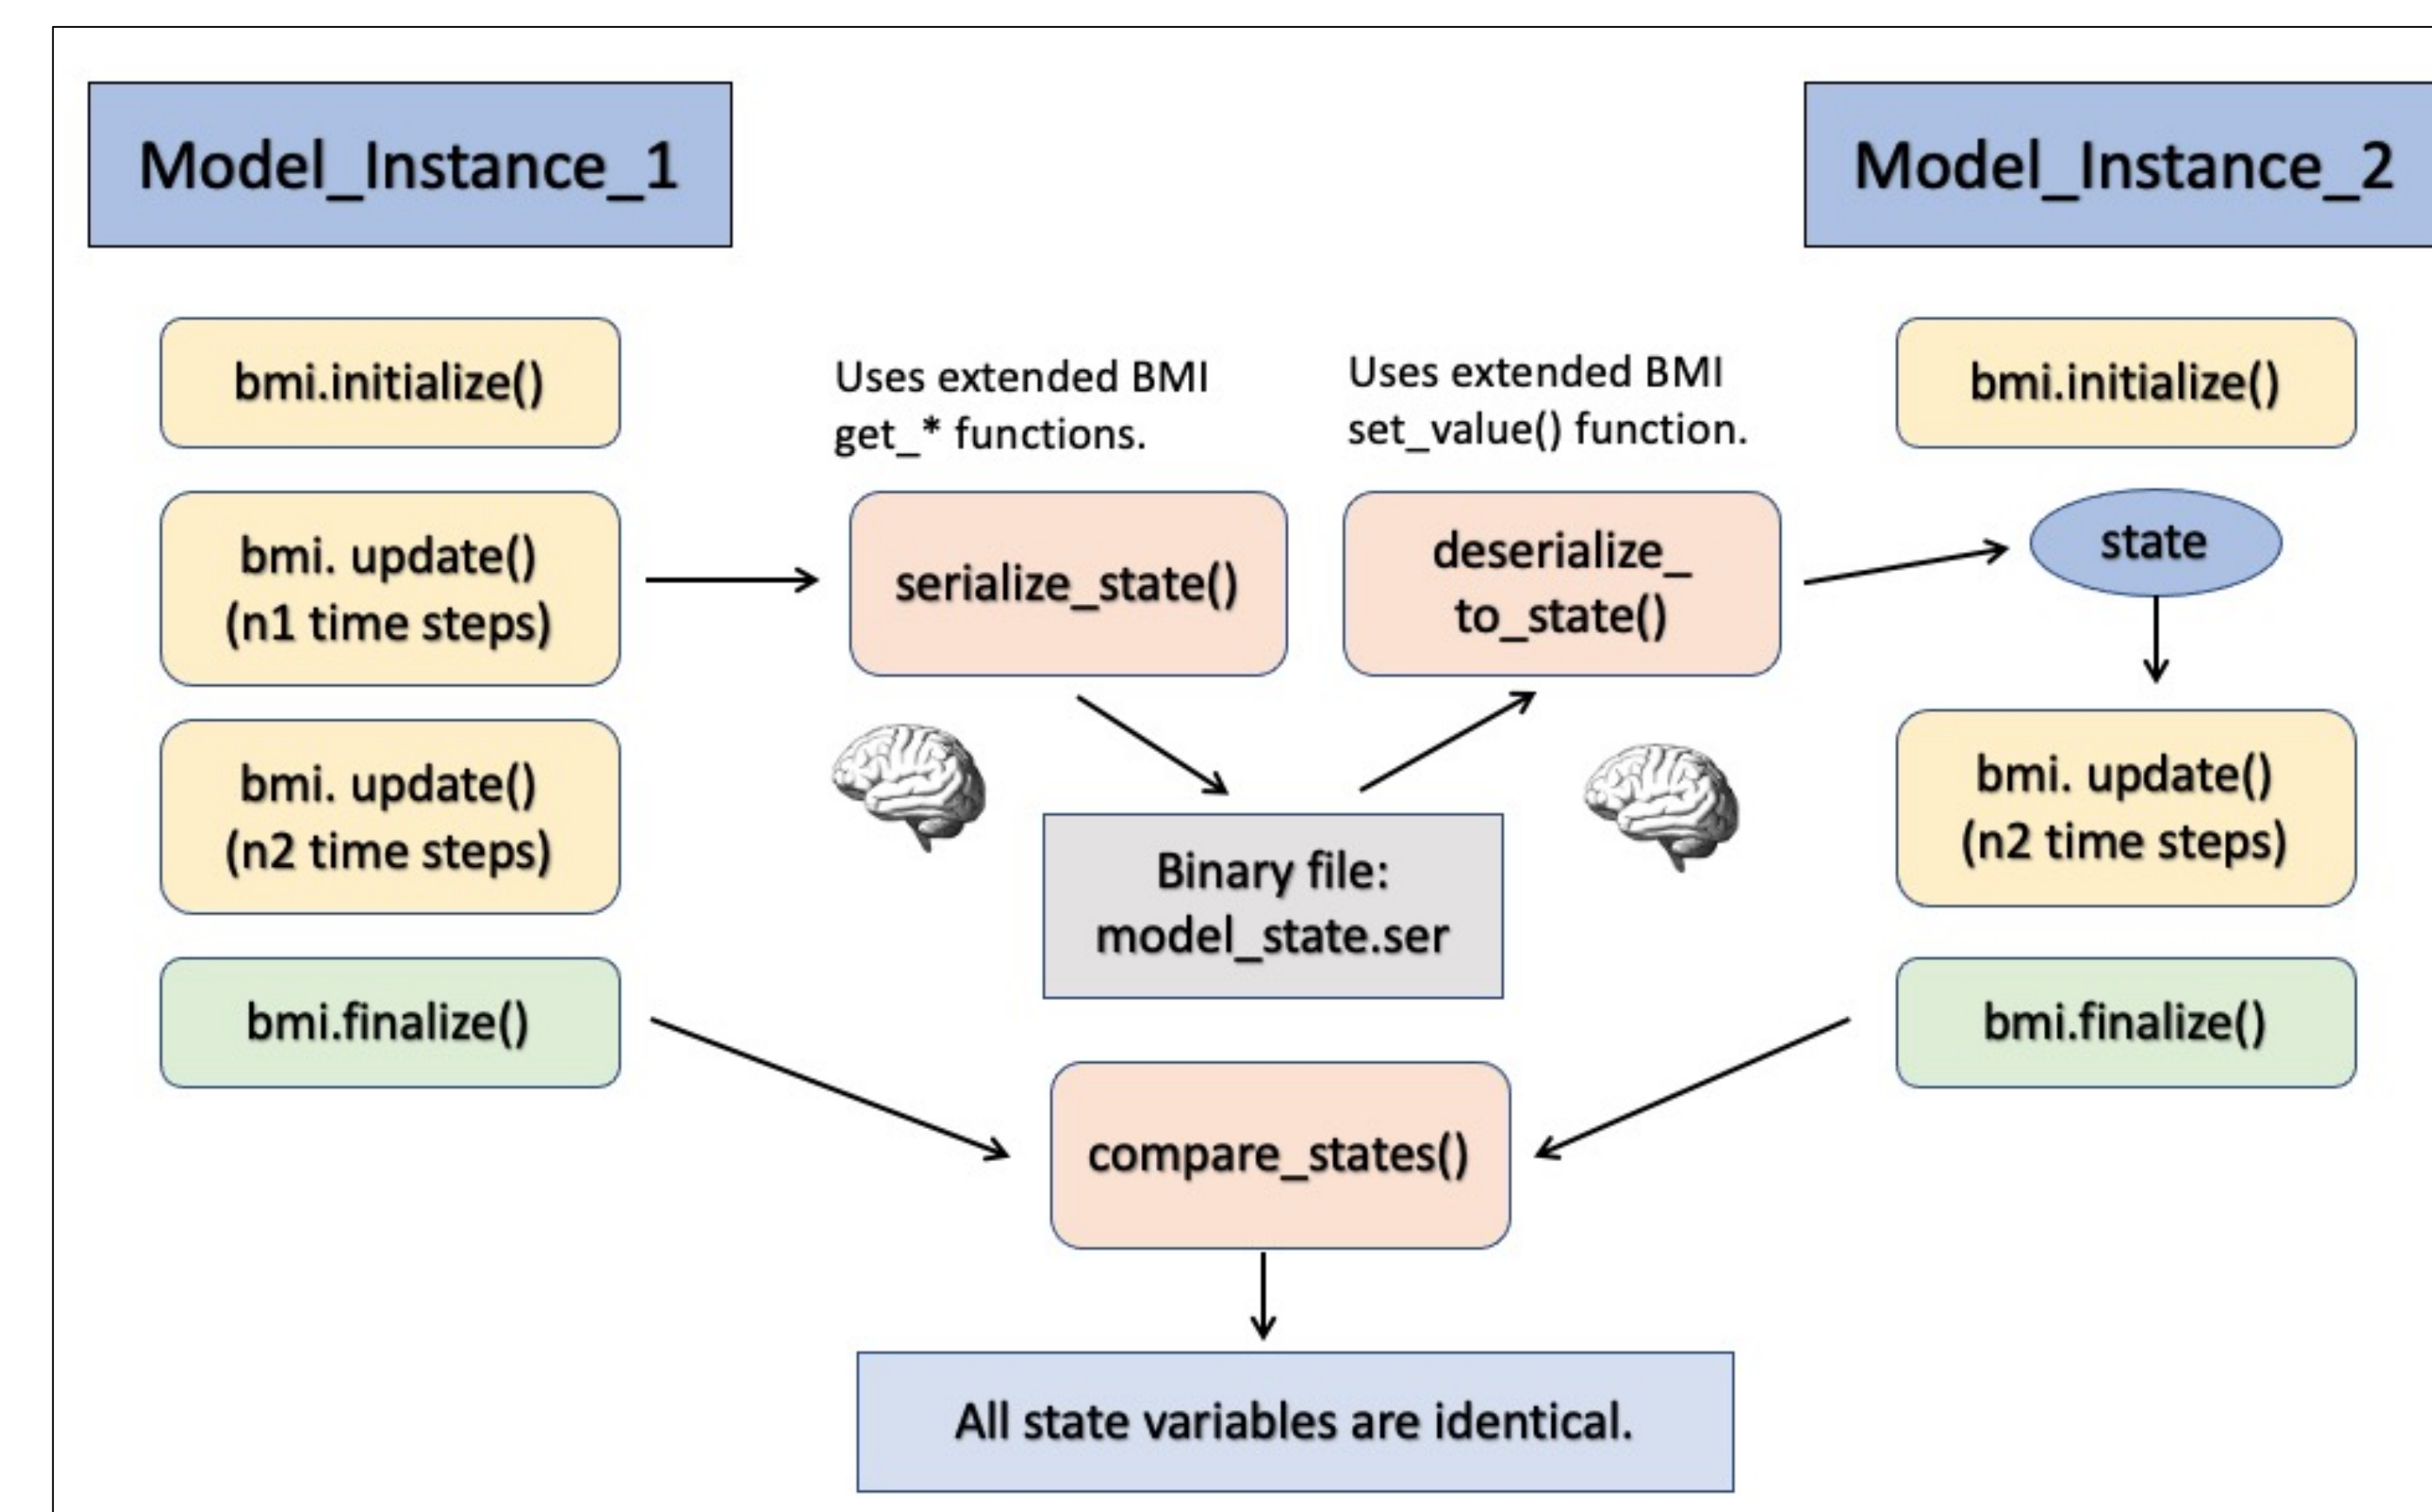 Model_Instance_1
Model_Instance_2
bmi.initialize()
Uses extended BMI
get_* functions.
Uses extended BMI
set_value() function.
bmi.initialize()
bmi. update()
(n1 time steps)
serialize_state()
deserialize_
to_state()
state
bmi. update()
(n2 time steps)
Binary file:
model_state.ser
bmi. update()
(n2 time steps)
bmi.finalize()
bmi.finalize()
compare_states()
All state variables are identical.